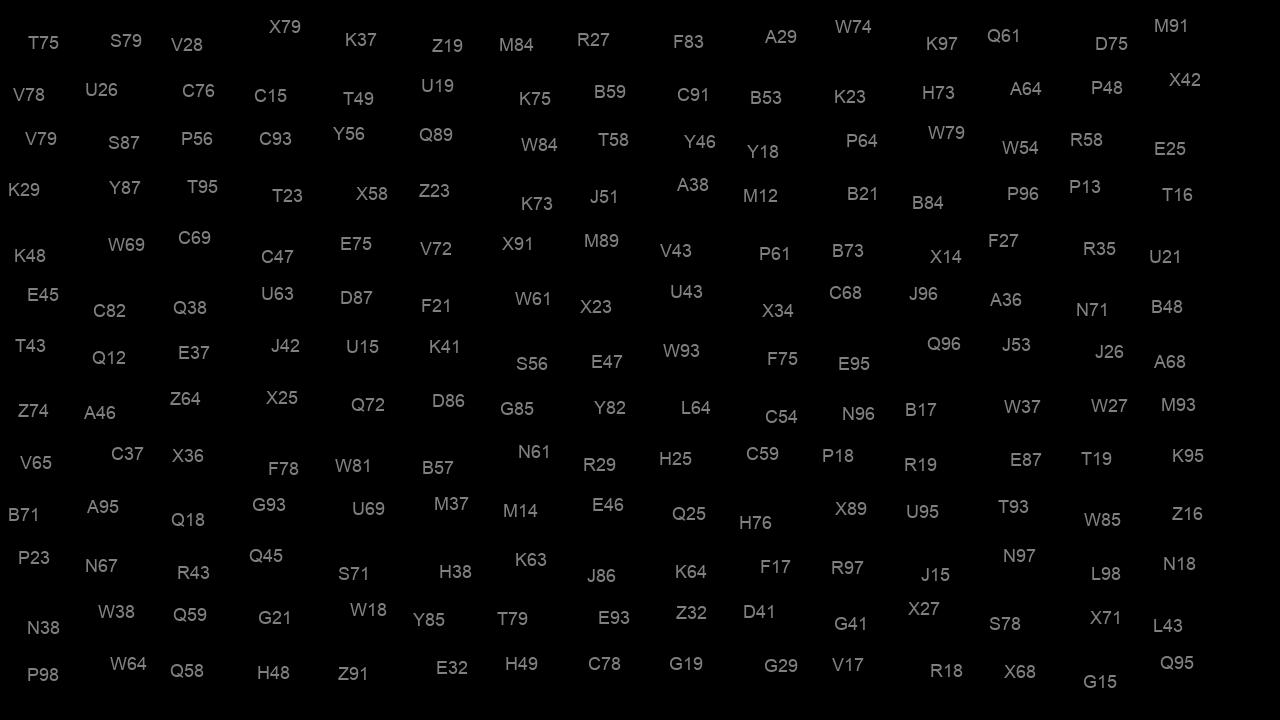 T75 S79 V28 X79 K37 Z19 M84 R27 F83 A29 W74 K97 Q61 D75 M91
V78 U26 C76 C15 T49 U19 K75 B59 C91 B53 K23 H73 A64 P48 X42
V79 S87 P56 C93 Y56 Q89 W84 T58 Y46 Y18 P64 W79 W54 R58 E25
K29 Y87 T95 T23 X58 Z23 K73 J51 A38 M12 B21 B84 P96 P13 T16
K48 W69 C69 C47 E75 V72 X91 M89 V43 P61 B73 X14 F27 R35 U21
E45 C82 Q38 U63 D87 F21 W61 X23 U43 X34 C68 J96 A36 N71 B48
T43 Q12 E37 J42 U15 K41 S56 E47 W93 F75 E95 Q96 J53 J26 A68
Z74 A46 Z64 X25 Q72 D86 G85 Y82 L64 C54 N96 B17 W37 W27 M93
V65 C37 X36 F78 W81 B57 N61 R29 H25 C59 P18 R19 E87 T19 K95
B71 A95 Q18 G93 U69 M37 M14 E46 Q25 H76 X89 U95 T93 W85 Z16
P23 N67 R43 Q45 S71 H38 K63 J86 K64 F17 R97 J15 N97 L98 N18
N38 W38 Q59 G21 W18 Y85 T79 E93 Z32 D41 G41 X27 S78 X71 L43
P98 W64 Q58 H48 Z91 E32 H49 C78 G19 G29 V17 R18 X68 G15 Q95